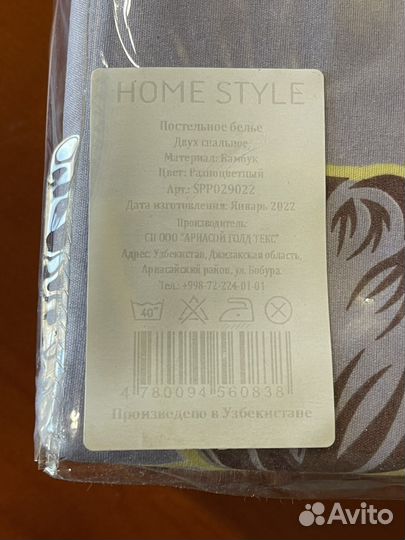 HOME STYLE
Постельное белье
Двух спальное
Материал: Бамбук
Цвет: Разноцветный
Арт.: SPP029022
Дата изготовления: Январь 2022
Производитель:
СП ООО "АРНАСОЙ ГОЛД ТЕКС"
Адрес: Узбекистан, Джизакская область,
Арнасайский район, ул. Бобура.
Тел.: +998-72-224-01-01
40°
4 780094 560838
Произведено в Узбекистане
Avito